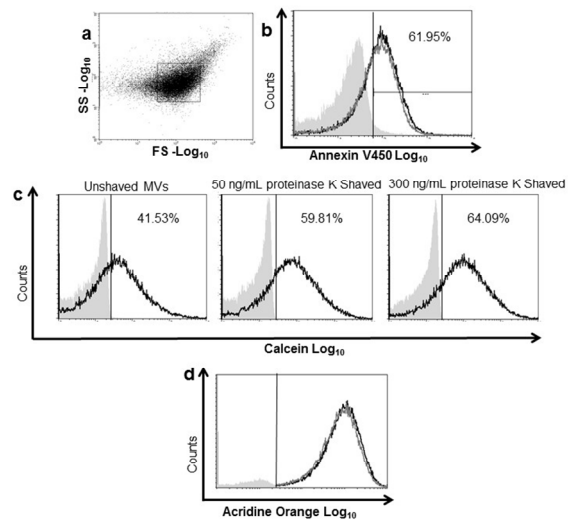 a
SS -Log10
FS -Log10
b
61.95%
Counts
Annexin V450 Log10
c
Unshaved MVs
50 ng/mL proteinase K Shaved
300 ng/mL proteinase K Shaved
41.53%
59.81%
64.09%
Counts
Calcein Log10
d
Counts
Acridine Orange Log10